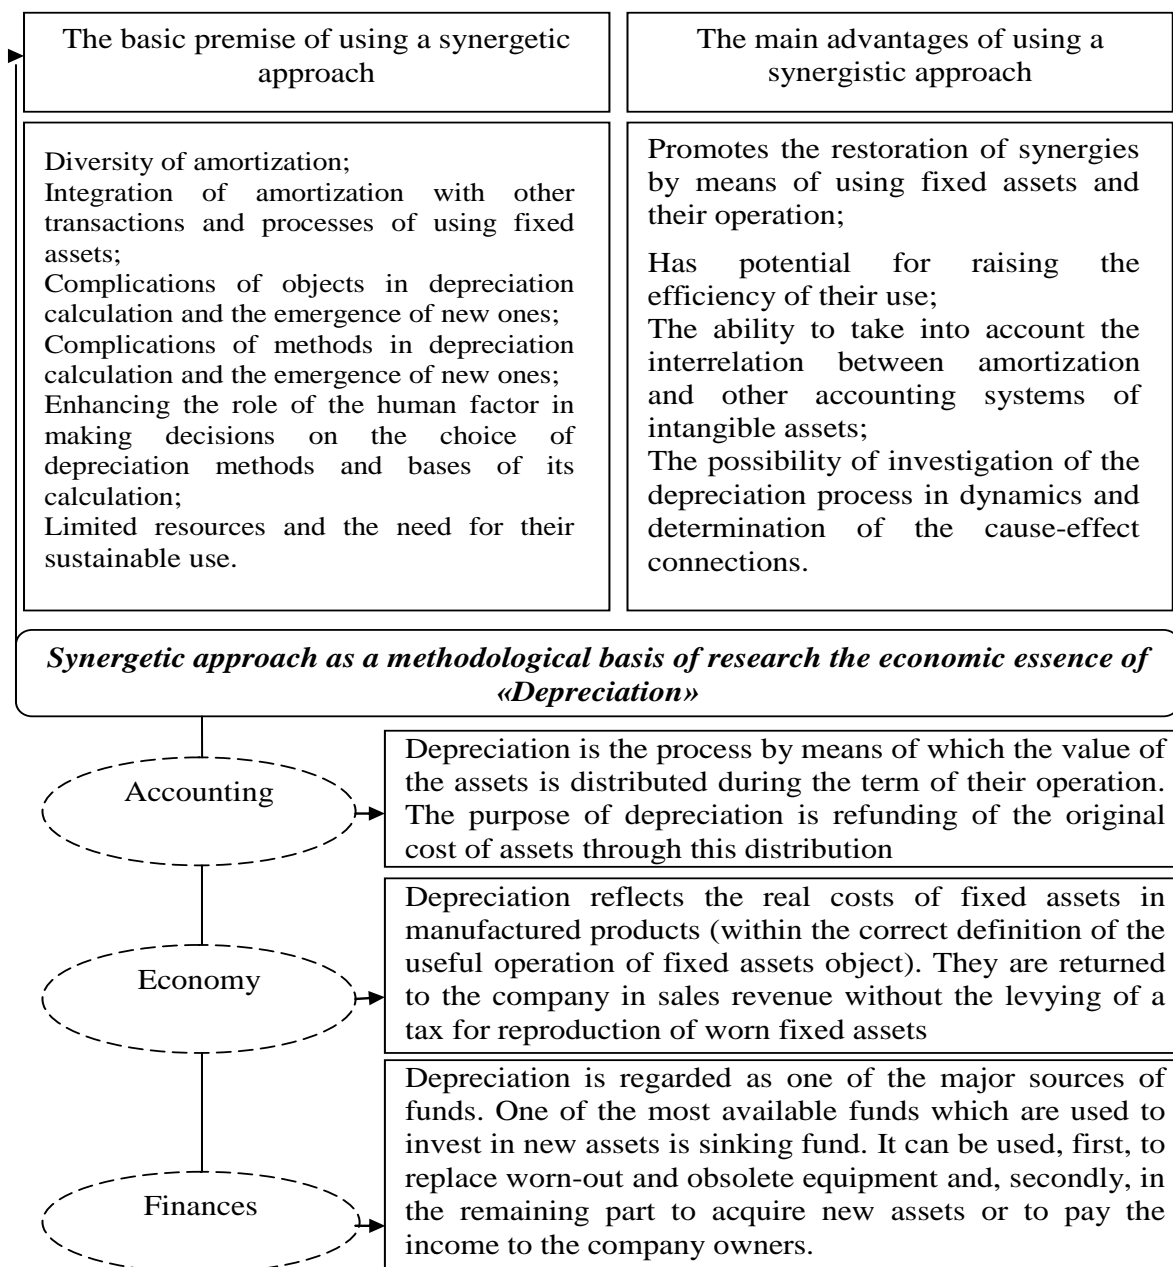 The basic premise of using a synergetic
approach
The main advantages of using a
synergistic approach
Diversity of amortization;
Integration of amortization with other
transactions and processes of using fixed
assets;
Complications of objects in depreciation
calculation and the emergence of new ones;
Complications of methods in depreciation
calculation and the emergence of new ones;
Enhancing the role of the human factor in
making decisions on the choice of
depreciation methods and bases of its
calculation;
Limited resources and the need for their
sustainable use.
Promotes the restoration of synergies
by means of using fixed assets and
their operation;
Has potential for raising the
efficiency of their use;
The ability to take into account the
interrelation between amortization
and other accounting systems of
intangible assets;
The possibility of investigation of the
depreciation process in dynamics and
determination of the cause-effect
connections.
Synergetic approach as a methodological basis of research the economic essence of
«Depreciation»
Accounting
Depreciation is the process by means of which the value of
the assets is distributed during the term of their operation.
The purpose of depreciation is refunding of the original
cost of assets through this distribution
Economy
Depreciation reflects the real costs of fixed assets in
manufactured products (within the correct definition of the
useful operation of fixed assets object). They are returned
to the company in sales revenue without the levying of a
tax for reproduction of worn fixed assets
Finances
Depreciation is regarded as one of the major sources of
funds. One of the most available funds which are used to
invest in new assets is sinking fund. It can be used, first, to
replace worn-out and obsolete equipment and, secondly, in
the remaining part to acquire new assets or to pay the
income to the company owners.